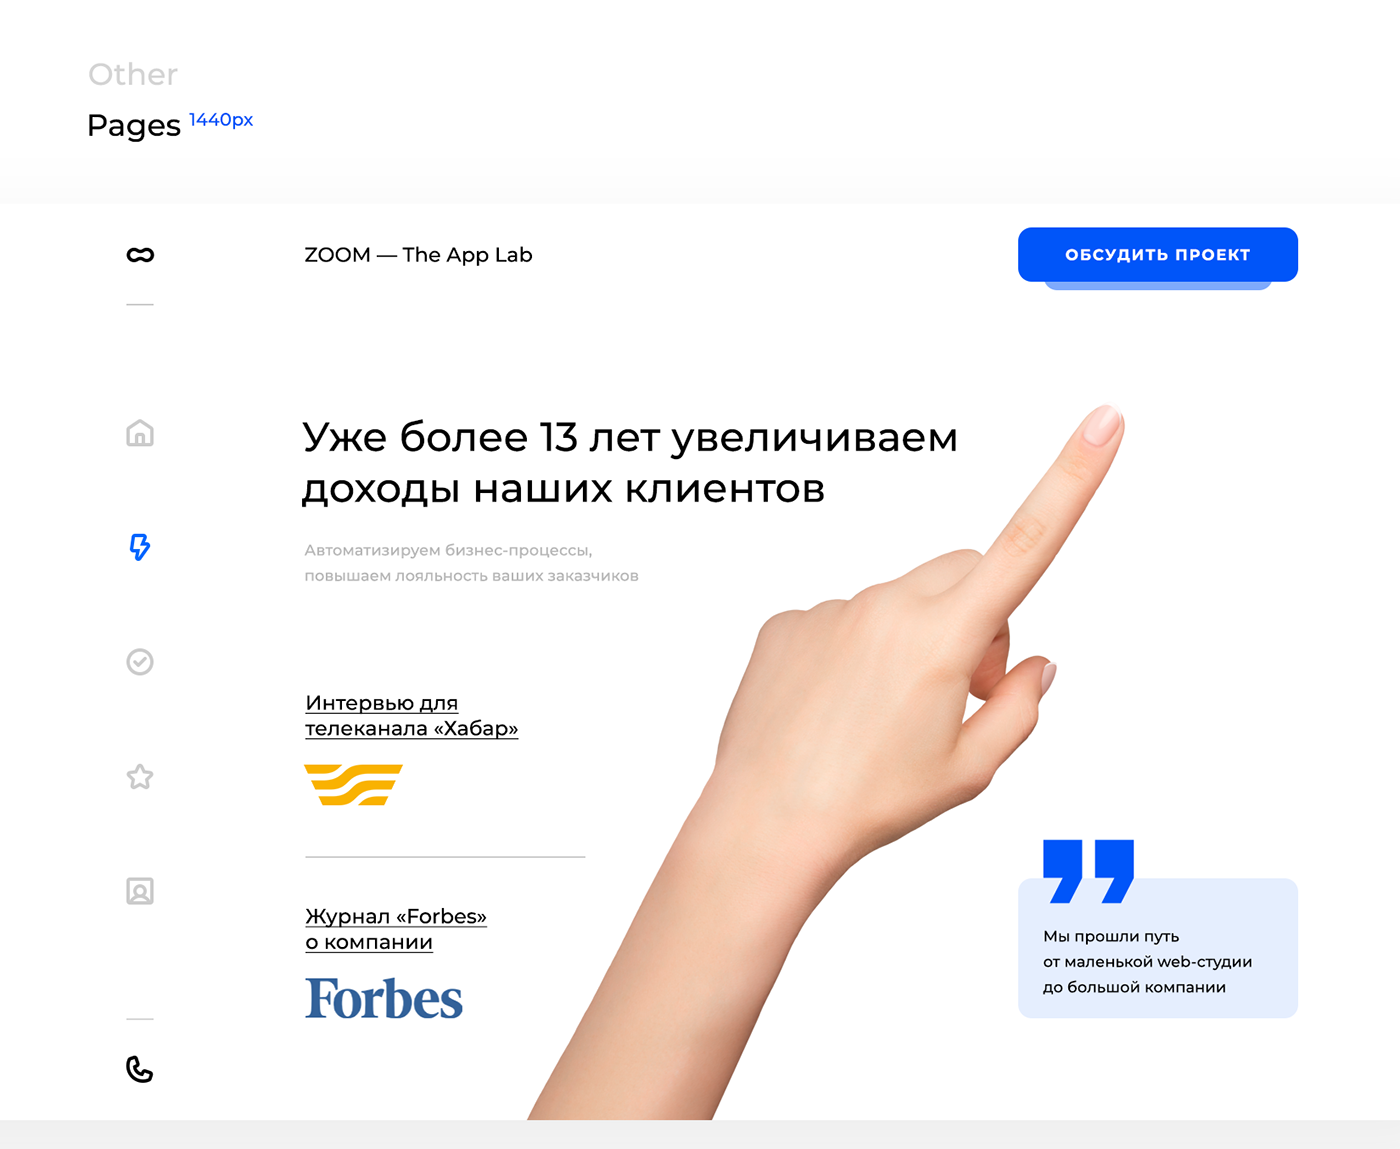 Other
Pages 1440px
ZOOM — The App Lab
ОБСУДИТЬ ПРОЕКТ
Уже более 13 лет увеличиваем
доходы наших клиентов
Автоматизируем бизнес-процессы,
повышаем лояльность ваших заказчиков
Интервью для
телеканала «Хабар»
Журнал «Forbes»
о компании
Forbes
Мы прошли путь
от маленькой web-студии
до большой компании